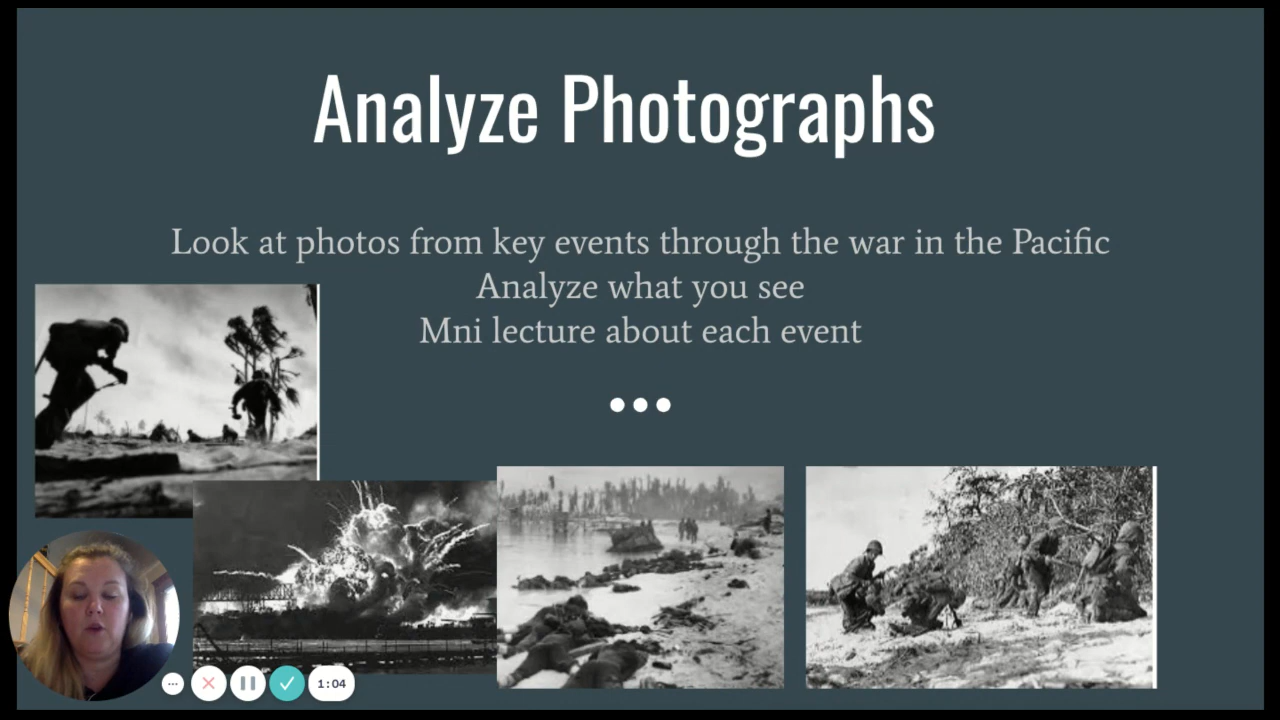 Analyze Photographs
Look at photos from key events through the war in the Pacific
Analyze what you see
Mni lecture about each event
1:04